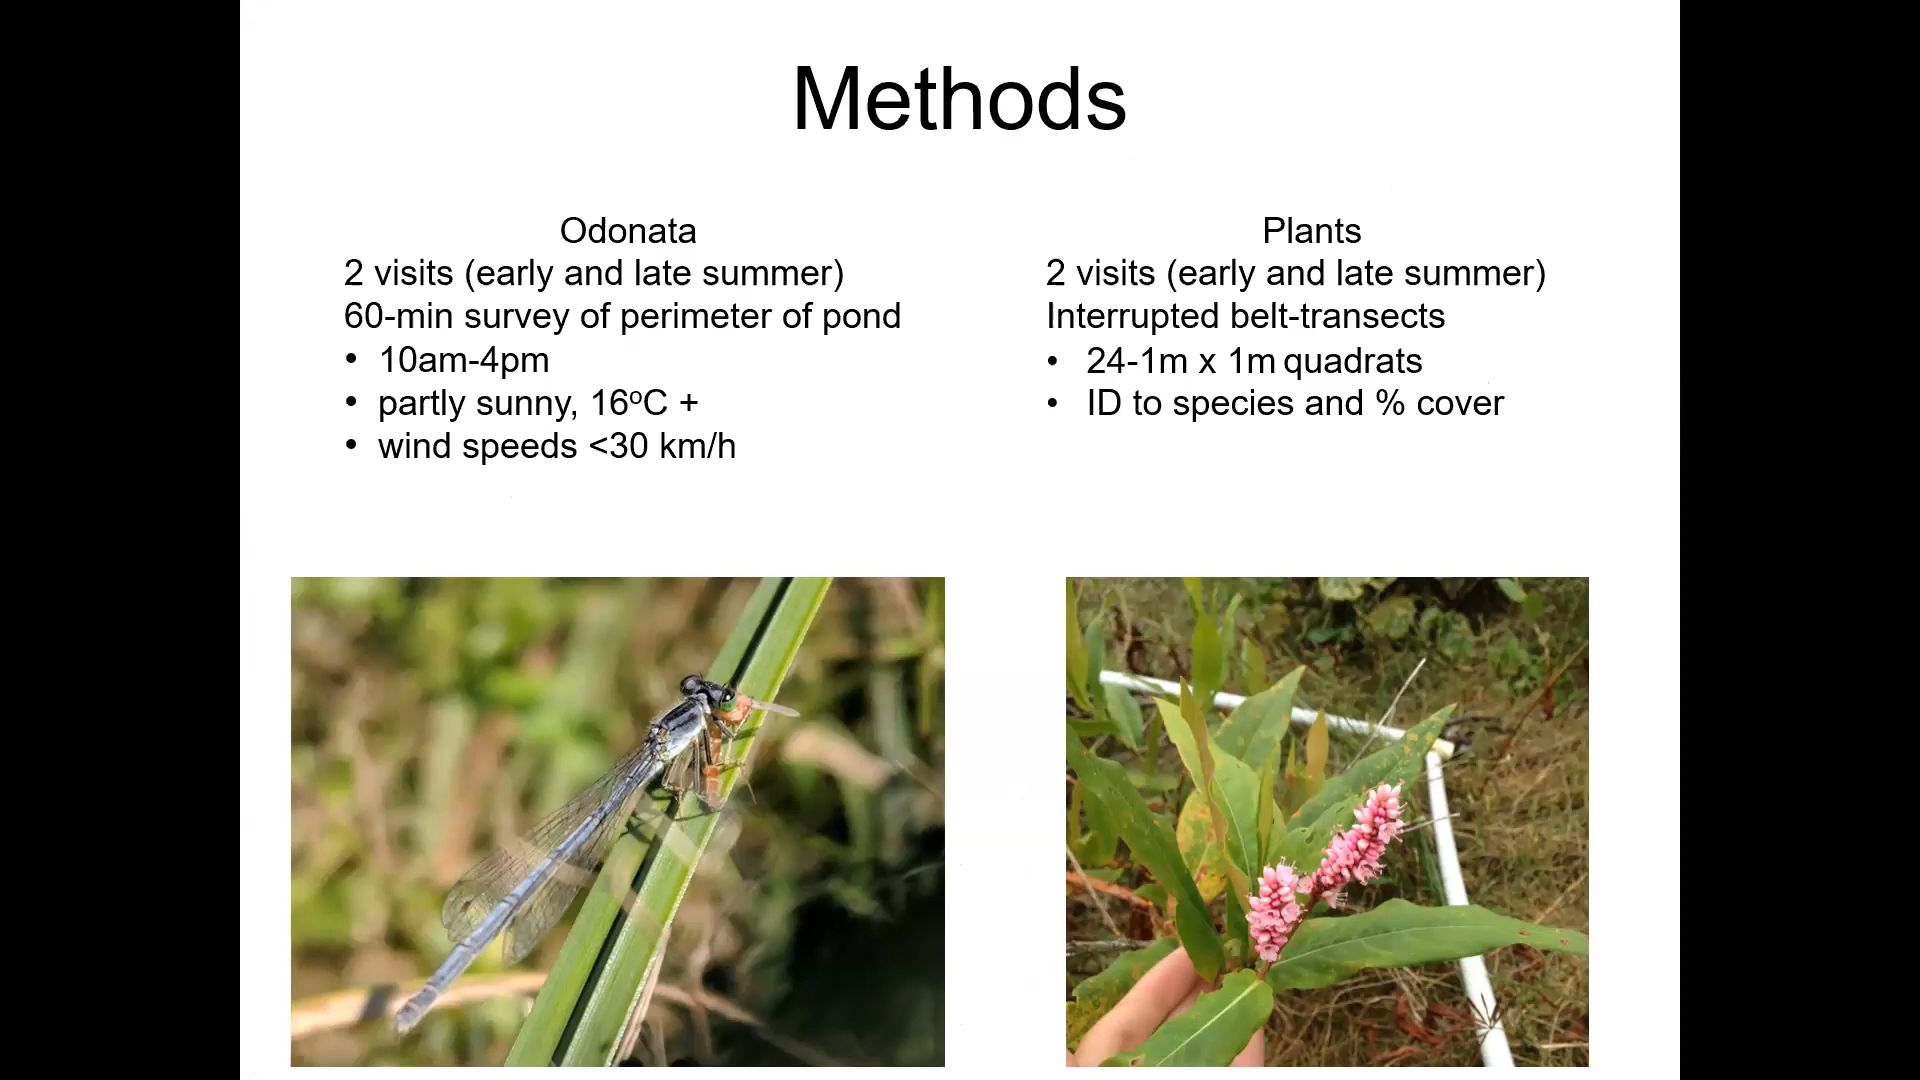 Methods
Odonata
2 visits (early and late summer)
60-min survey of perimeter of pond
• 10am-4pm
• partly sunny, 16ºC +
• wind speeds <30 km/h
Plants
2 visits (early and late summer)
Interrupted belt-transects
• 24-1m x 1m quadrats
• ID to species and % cover